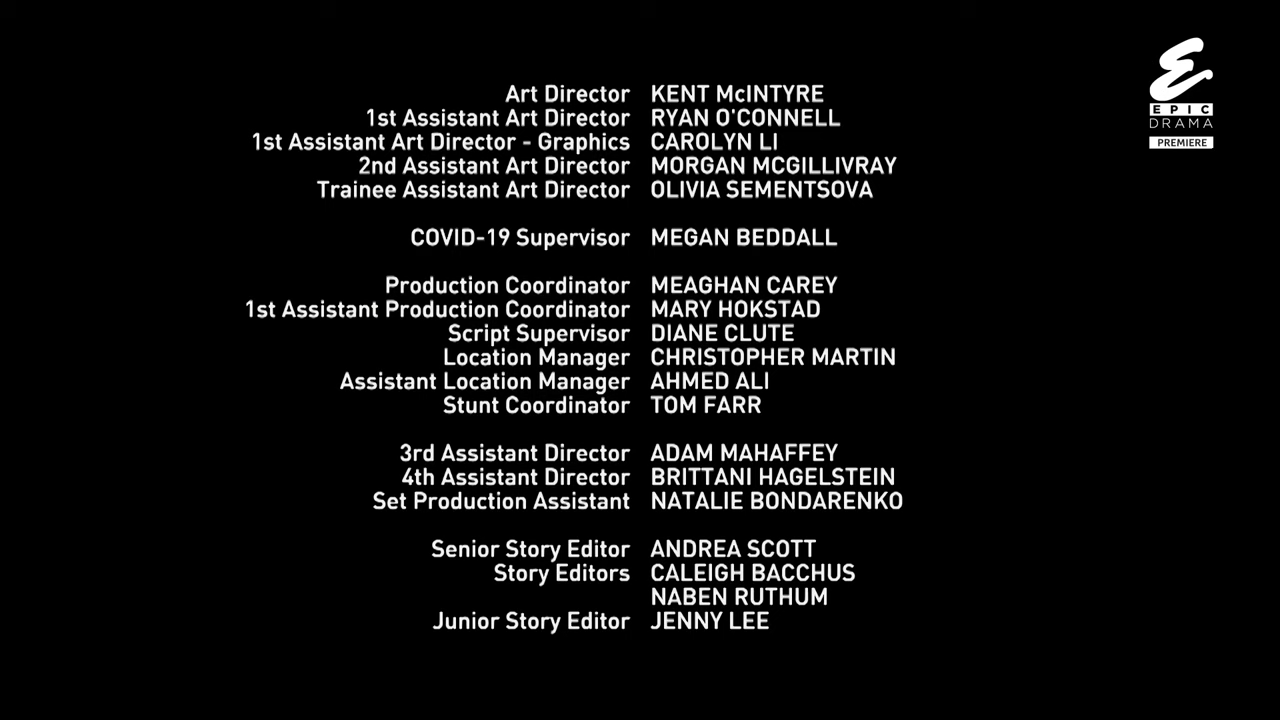 Art Director KENT McINTYRE
1st Assistant Art Director RYAN O'CONNELL
1st Assistant Art Director - Graphics CAROLYN LI
2nd Assistant Art Director MORGAN MCGILLIVRAY
Trainee Assistant Art Director OLIVIA SEMENTSOVA
COVID-19 Supervisor MEGAN BEDDALL
Production Coordinator MEAGHAN CAREY
1st Assistant Production Coordinator MARY HOKSTAD
Script Supervisor DIANE CLUTE
Location Manager CHRISTOPHER MARTIN
Assistant Location Manager AHMED ALI
Stunt Coordinator TOM FARR
3rd Assistant Director ADAM MAHAFFEY
4th Assistant Director BRITTANI HAGELSTEIN
Set Production Assistant NATALIE BONDARENKO
Senior Story Editor ANDREA SCOTT
Story Editors CALEIGH BACCHUS
NABEN RUTHUM
Junior Story Editor JENNY LEE
E
EPIC
DRAMA
PREMIERE